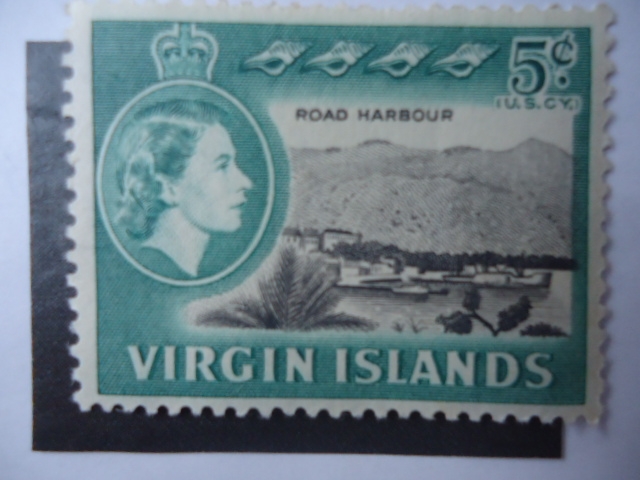 5¢
(U.S.CY.)
ROAD HARBOUR
VIRGIN ISLANDS